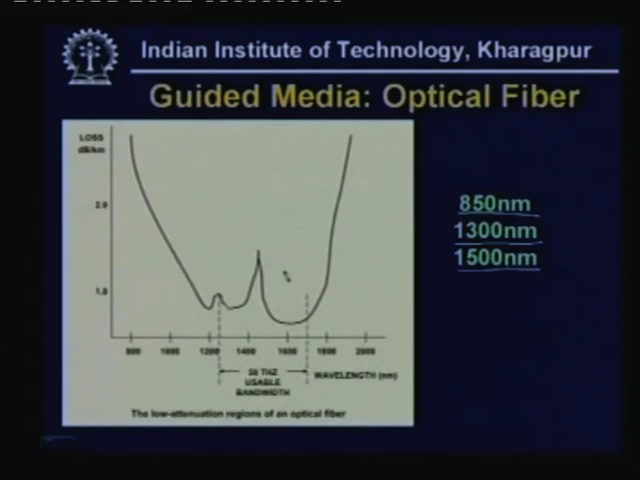 Indian Institute of Technology, Kharagpur
Guided Media: Optical Fiber
LOSS
dB/km
2.0
1.0
800 1000 1200 1400 1600 1800 2000
THZ
USABLE
BANDWIDTH
WAVELENGTH (nm)
The low-attenuation regions of an optical fiber
850nm
1300nm
1500nm